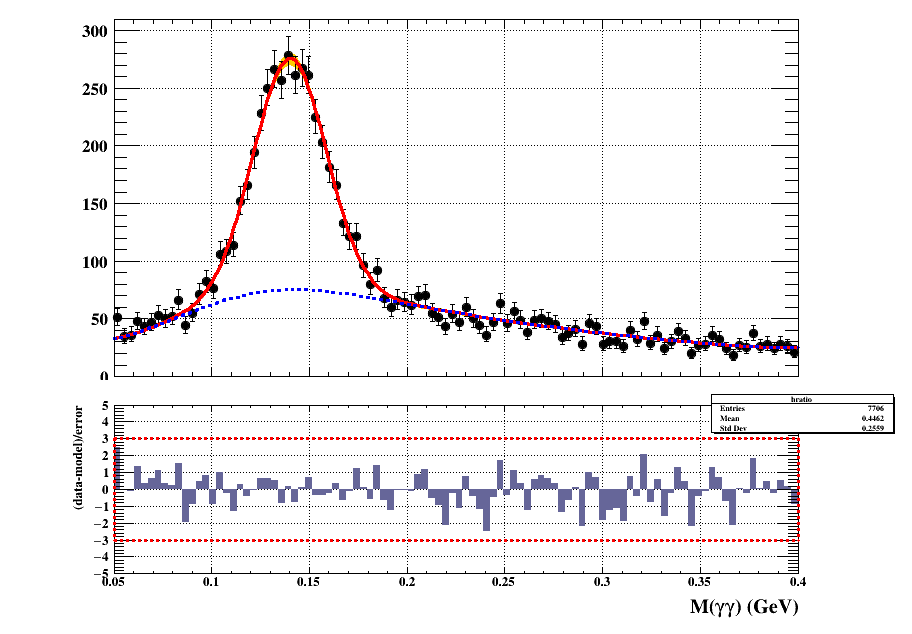 300
250
200
150
100
50
0
(data-model)/error
5
4
3
2
1
0
−1
−2
−3
−4
−5
hratio
Entries 7706
Mean 0.4462
Std Dev 0.2559
0.05 0.1 0.15 0.2 0.25 0.3 0.35 0.4
M(γγ) (GeV)